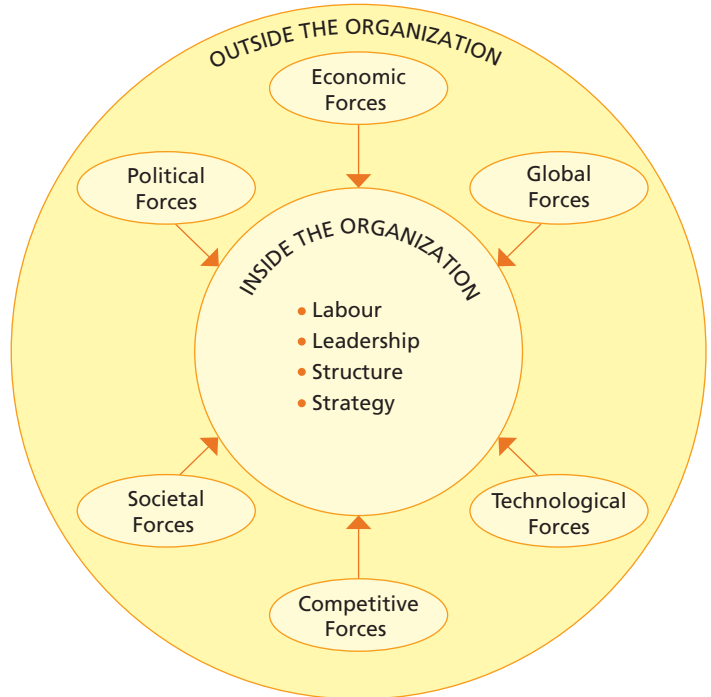 OUTSIDE THE ORGANIZATION
Economic
Forces
Political
Forces
Global
Forces
INSIDE THE ORGANIZATION
• Labour
• Leadership
• Structure
• Strategy
Societal
Forces
Technological
Forces
Competitive
Forces